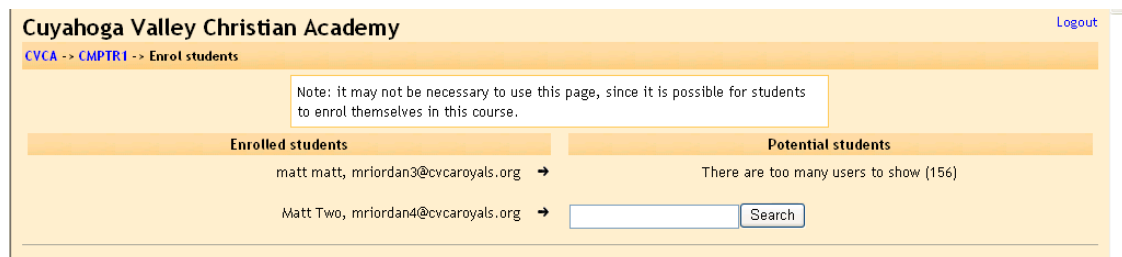 Cuyahoga Valley Christian Academy
Logout
CVCA -> CMPTR1 -> Enrol students
Note: it may not be necessary to use this page, since it is possible for students
to enrol themselves in this course.
Enrolled students
Potential students
matt matt, mriordan3@cvcaroyals.org →
There are too many users to show (156)
Matt Two, mriordan4@cvcaroyals.org →
Search